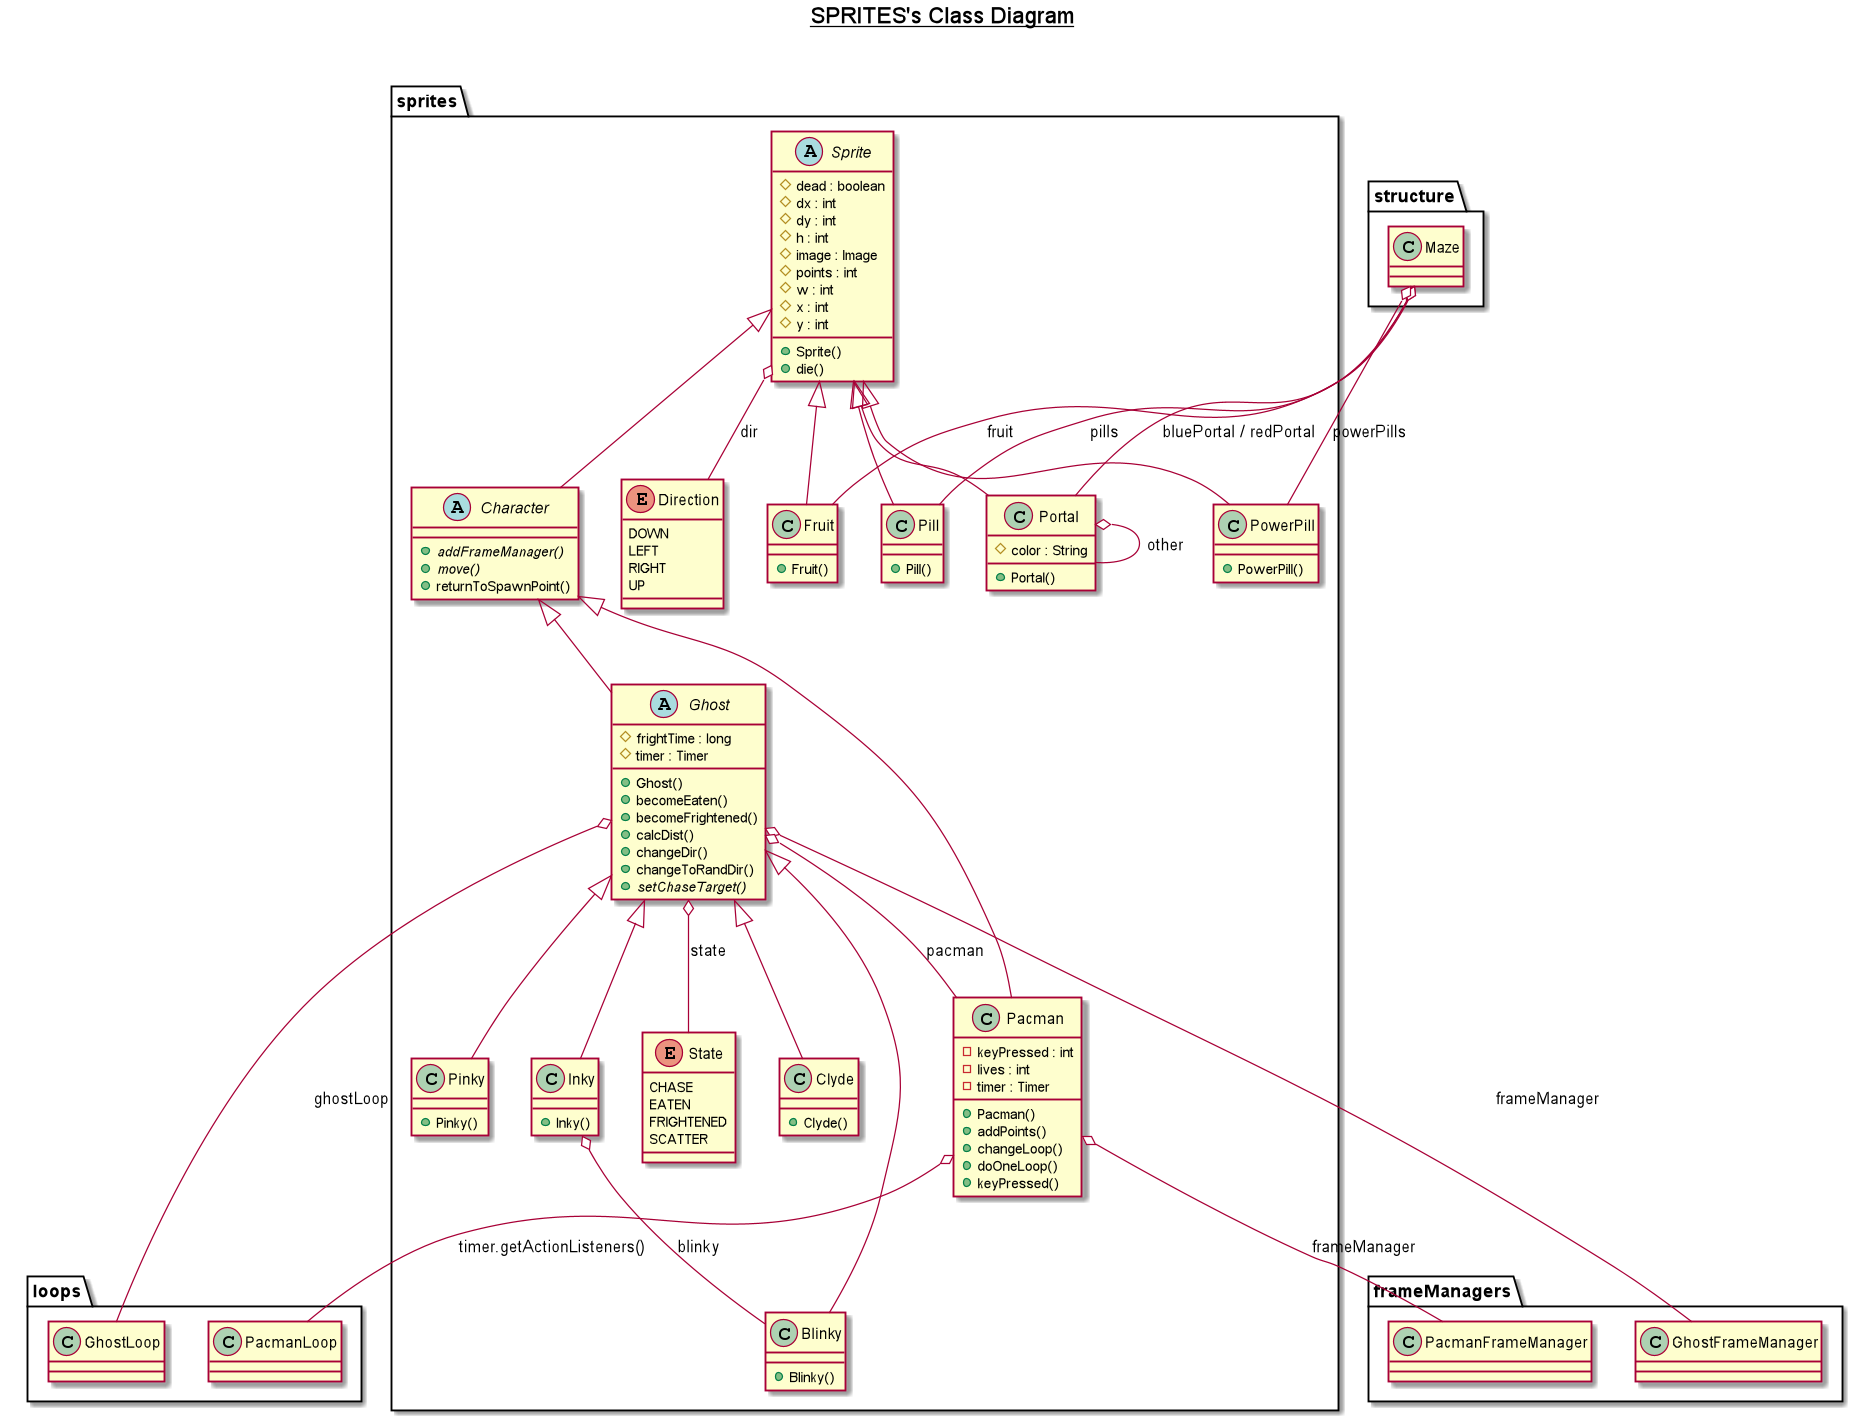 SPRITES's Class Diagram
sprites
A Sprite
dead : boolean
dx : int
dy : int
h : int
image : Image
points : int
w : int
x : int
y : int
Sprite()
die()
structure
C Maze
dir
fruit
pills
bluePortal / redPortal
powerPills
A Character
addFrameManager()
move()
returnToSpawnPoint()
E Direction
DOWN
LEFT
RIGHT
UP
C Fruit
Fruit()
C Pill
Pill()
C Portal
color : String
Portal()
other
C PowerPill
PowerPill()
A Ghost
frightTime : long
timer : Timer
Ghost()
becomeEaten()
becomeFrightened()
calcDist()
changeDir()
changeToRandDir()
setChaseTarget()
state
pacman
ghostLoop
frameManager
C Pinky
Pinky()
C Inky
Inky()
E State
CHASE
EATEN
FRIGHTENED
SCATTER
C Clyde
Clyde()
C Pacman
keyPressed : int
lives : int
timer : Timer
Pacman()
addPoints()
changeLoop()
doOneLoop()
keyPressed()
timer.getActionListeners()
blinky
frameManager
loops
C GhostLoop
C PacmanLoop
C Blinky
Blinky()
frameManagers
C PacmanFrameManager
C GhostFrameManager